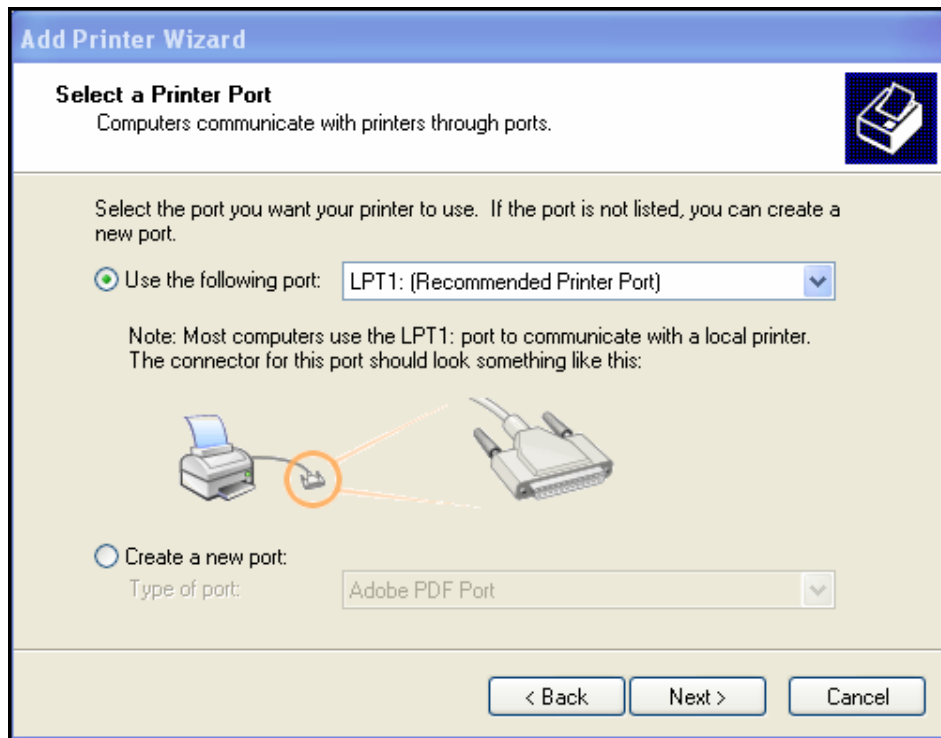 Add Printer Wizard
Select a Printer Port
Computers communicate with printers through ports.
Select the port you want your printer to use.  If the port is not listed, you can create a
new port.
Use the following port: LPT1: (Recommended Printer Port)
Note: Most computers use the LPT1: port to communicate with a local printer.
The connector for this port should look something like this:
Create a new port:
Type of port: Adobe PDF Port
< Back Next > Cancel